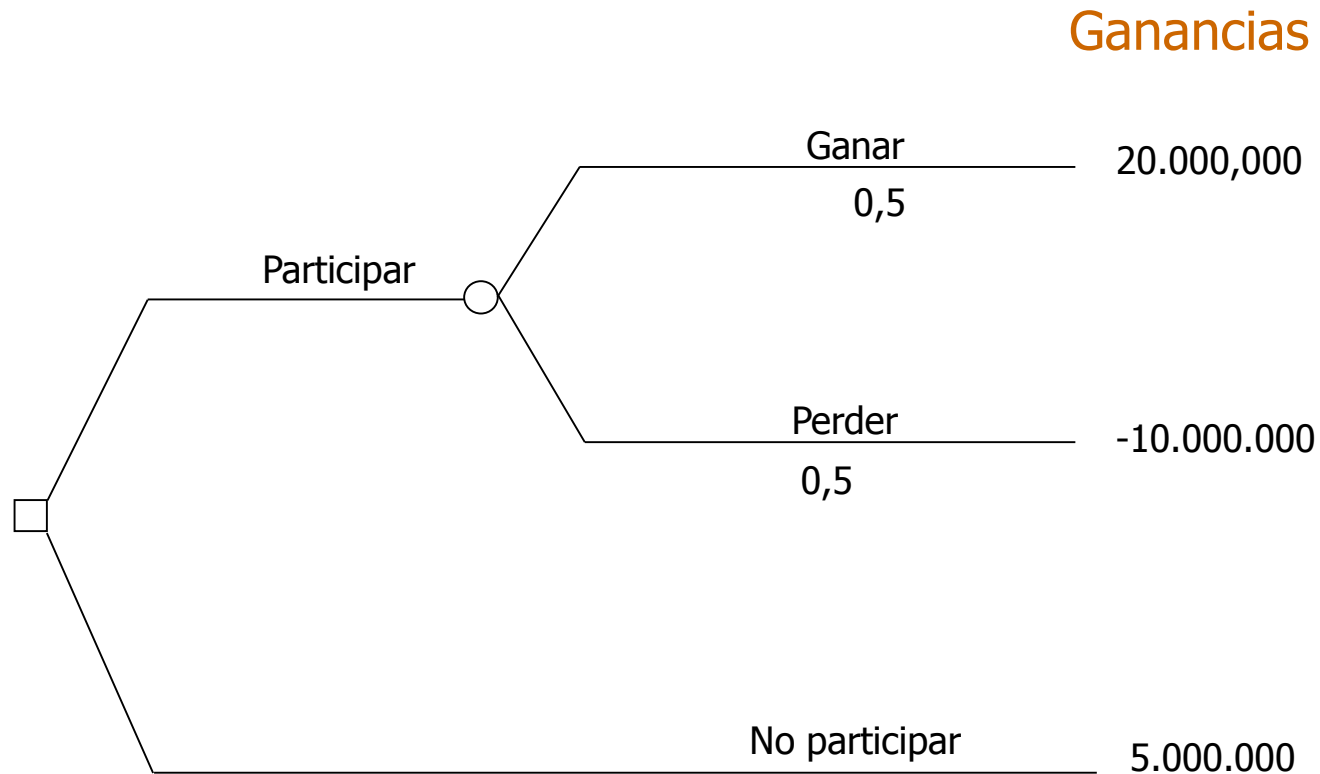 Ganancias
Ganar
20.000,000
0,5
Participar
Perder
-10.000.000
0,5
No participar
5.000.000